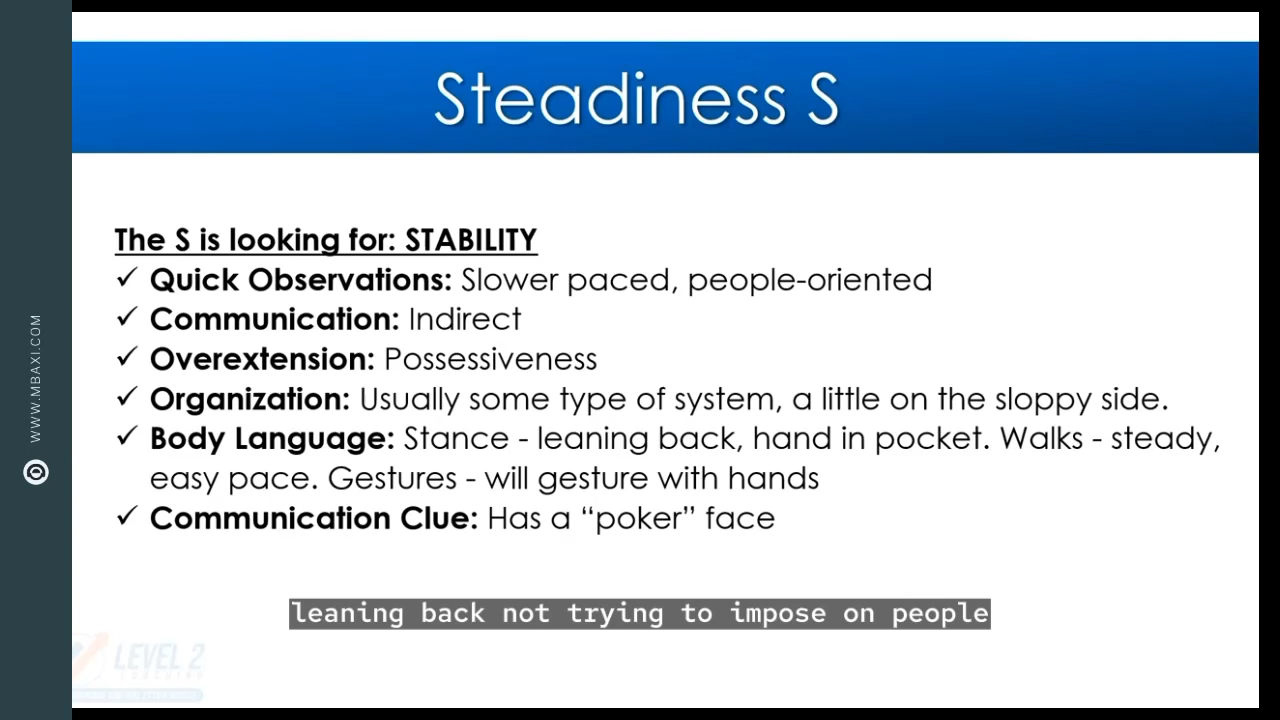 Steadiness S
The S is looking for: STABILITY
✓ Quick Observations: Slower paced, people-oriented
✓ Communication: Indirect
✓ Overextension: Possessiveness
✓ Organization: Usually some type of system, a little on the sloppy side.
✓ Body Language: Stance - leaning back, hand in pocket. Walks - steady,
easy pace. Gestures - will gesture with hands
✓ Communication Clue: Has a “poker” face
leaning back not trying to impose on people
LEVEL 2
COACHING
WWW.MBAXI.COM